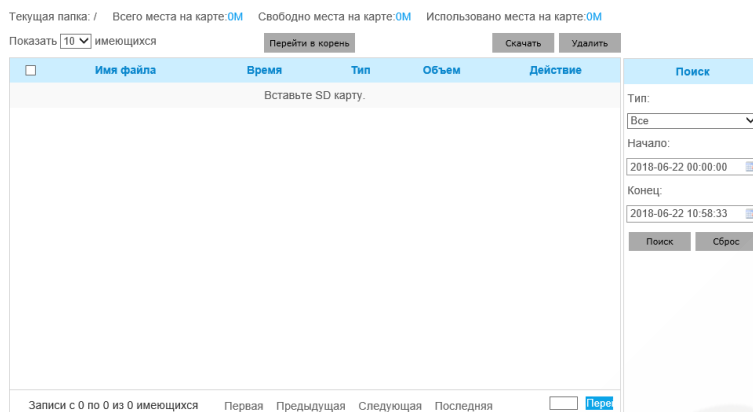 Текущая папка: / Всего места на карте:0M Свободно места на карте:0M Использовано места на карте:0M
Показать 10 имеющихся Перейти в корень Скачать Удалить
Имя файла Время Тип Объем Действие Поиск
Вставьте SD карту.
Тип:
Все
Начало:
2018-06-22 00:00:00
Конец:
2018-06-22 10:58:33
Поиск Сброс
Записи с 0 по 0 из 0 имеющихся Первая Предыдущая Следующая Последняя